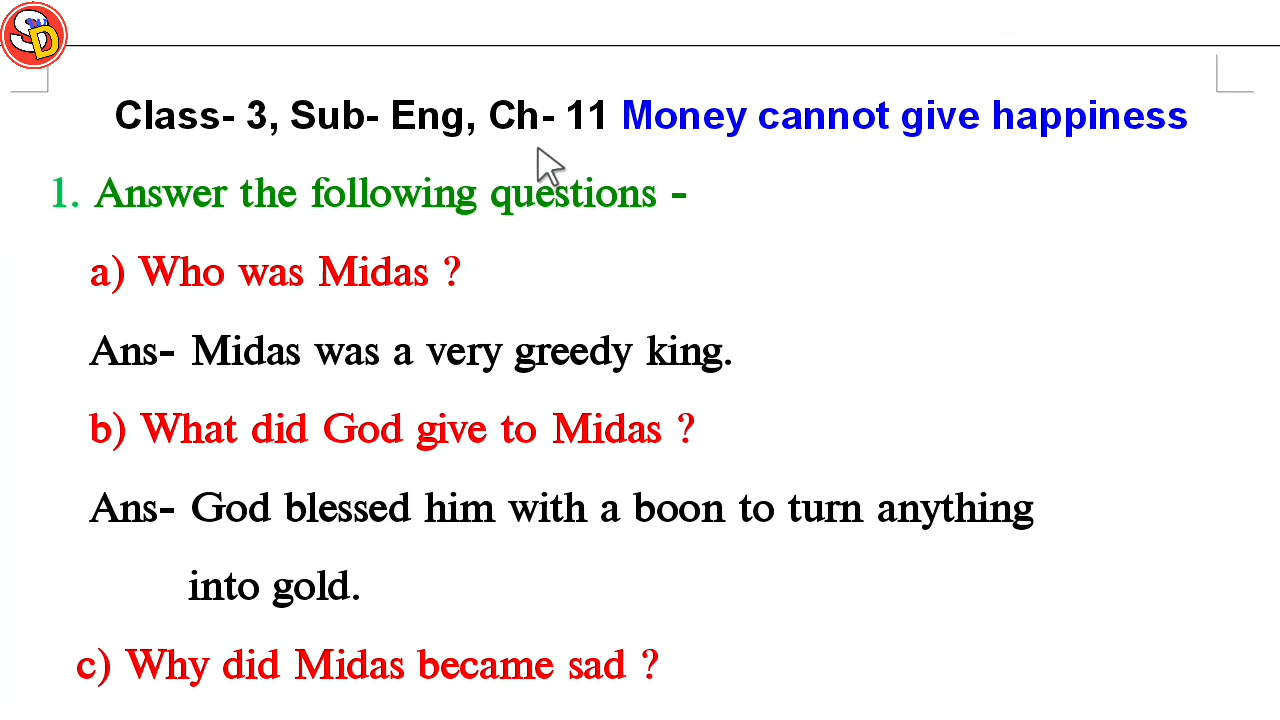 SD
Class- 3, Sub- Eng, Ch- 11 Money cannot give happiness
1. Answer the following questions -
a) Who was Midas ?
Ans- Midas was a very greedy king.
b) What did God give to Midas ?
Ans- God blessed him with a boon to turn anything
into gold.
c) Why did Midas became sad ?